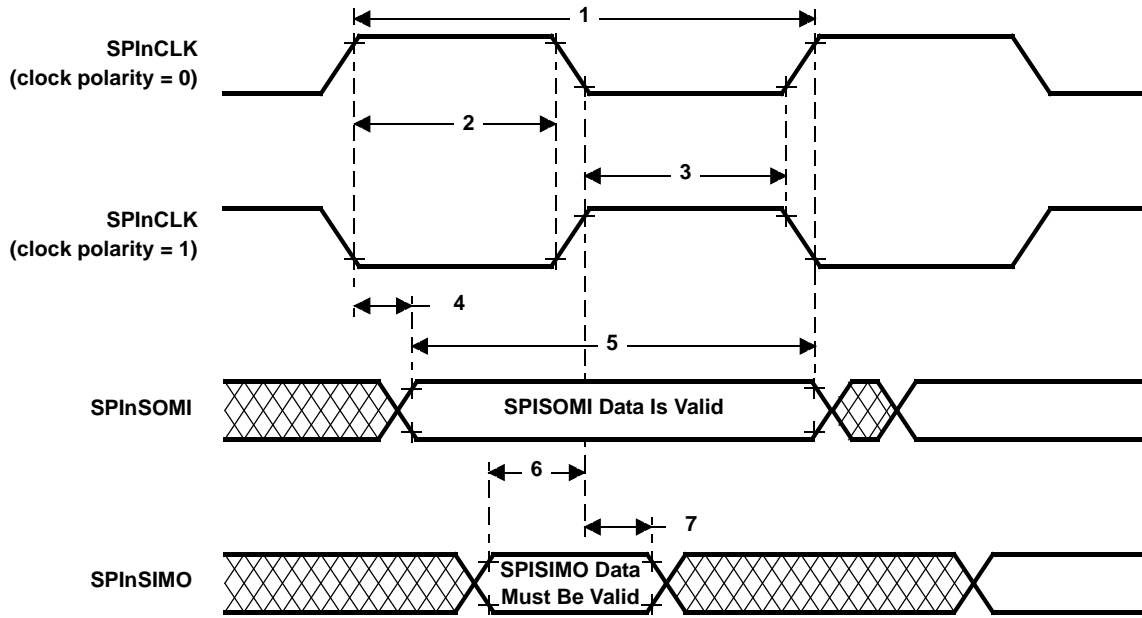 1
SPInCLK
(clock polarity = 0)
2
3
SPInCLK
(clock polarity = 1)
4
5
SPInSOMI
SPISOMI Data Is Valid
6
7
SPInSIMO
SPISIMO Data
Must Be Valid